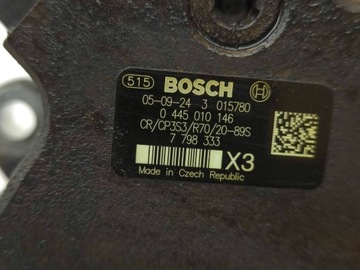 515 BOSCH
05-09-24 3 015780
0 445 010 146
CR/CP3S3/R70/20-89S
7 798 333
X3
Made in Czech Republic